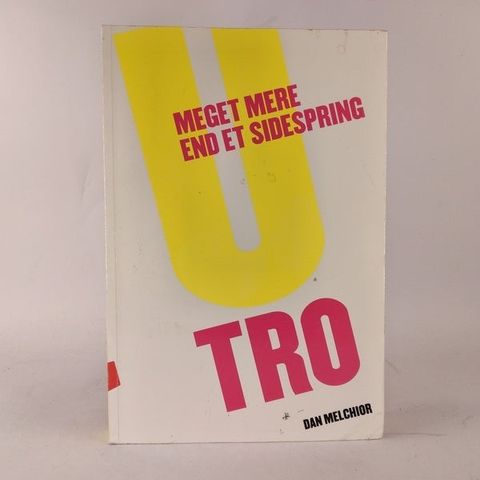 U
MEGET MERE
END ET SIDESPRING
TRO
DAN MELCHIOR